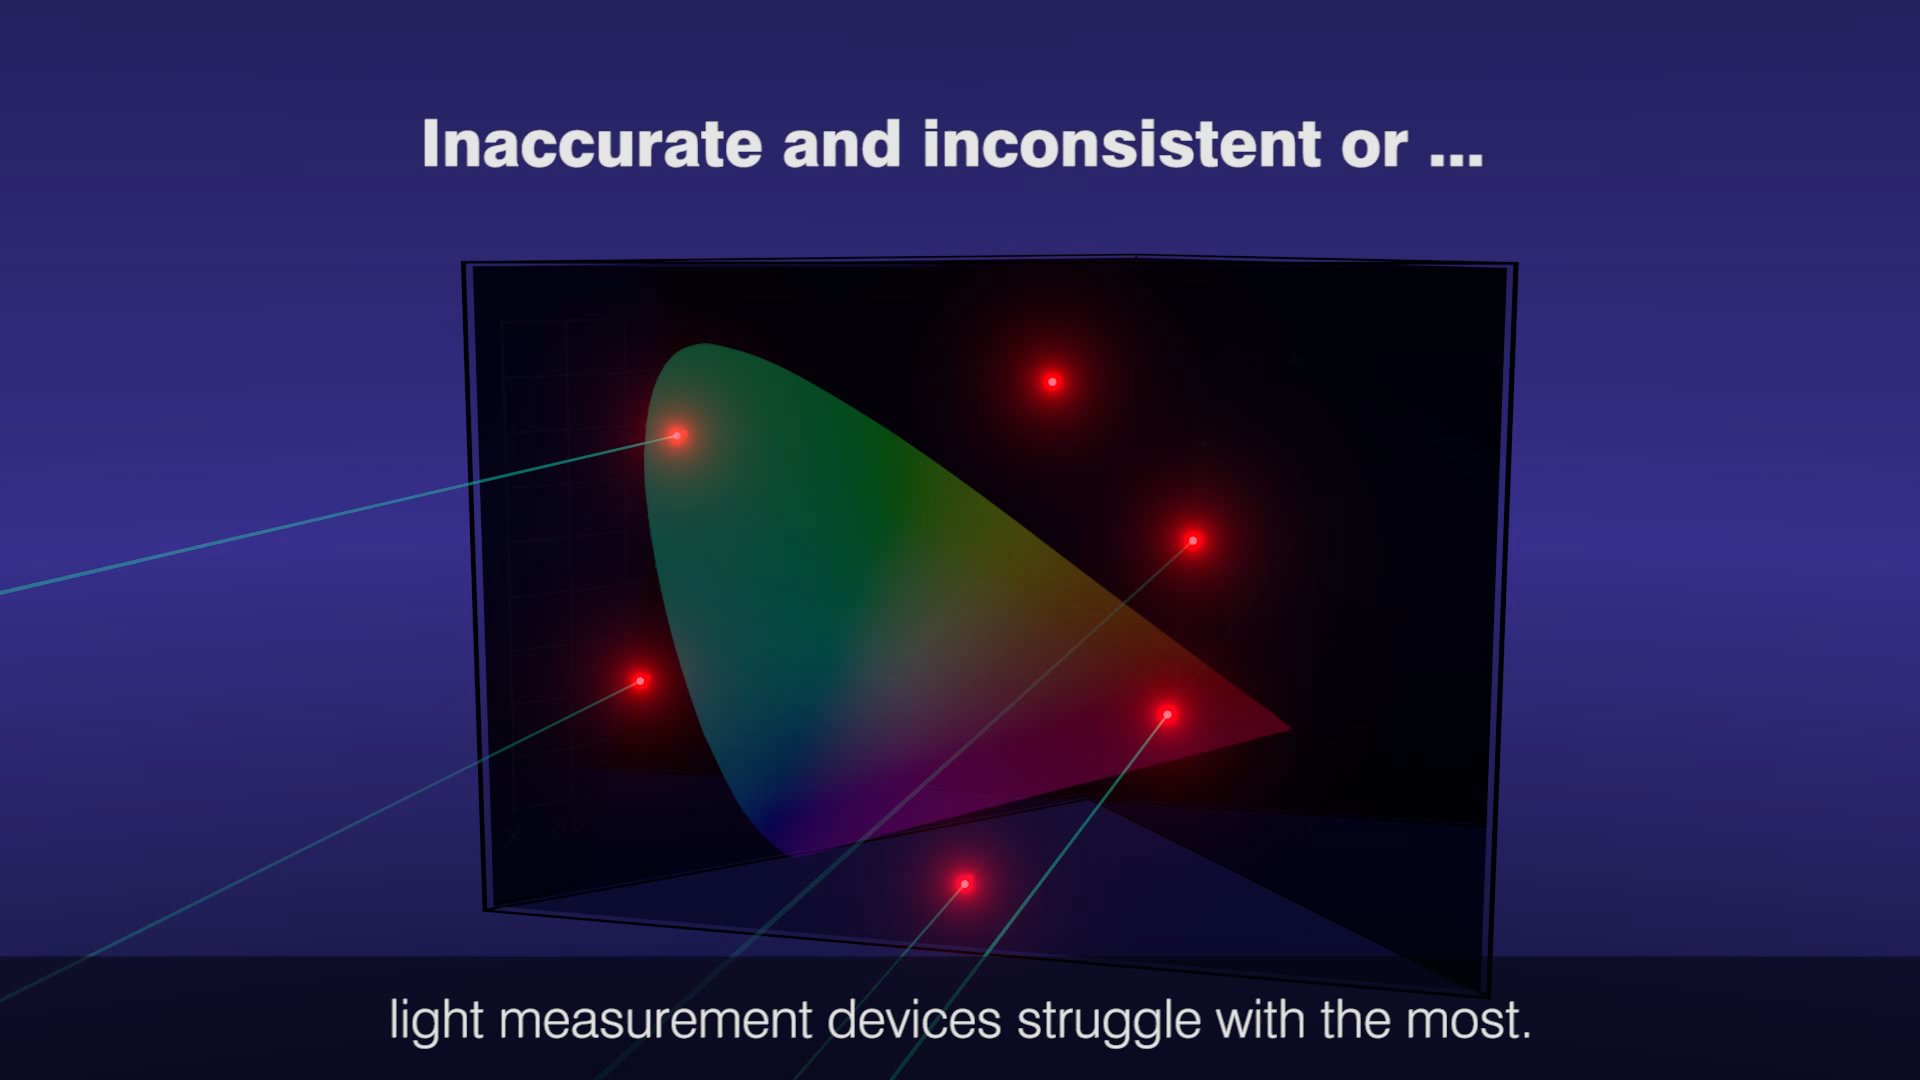 Inaccurate and inconsistent or ...
light measurement devices struggle with the most.